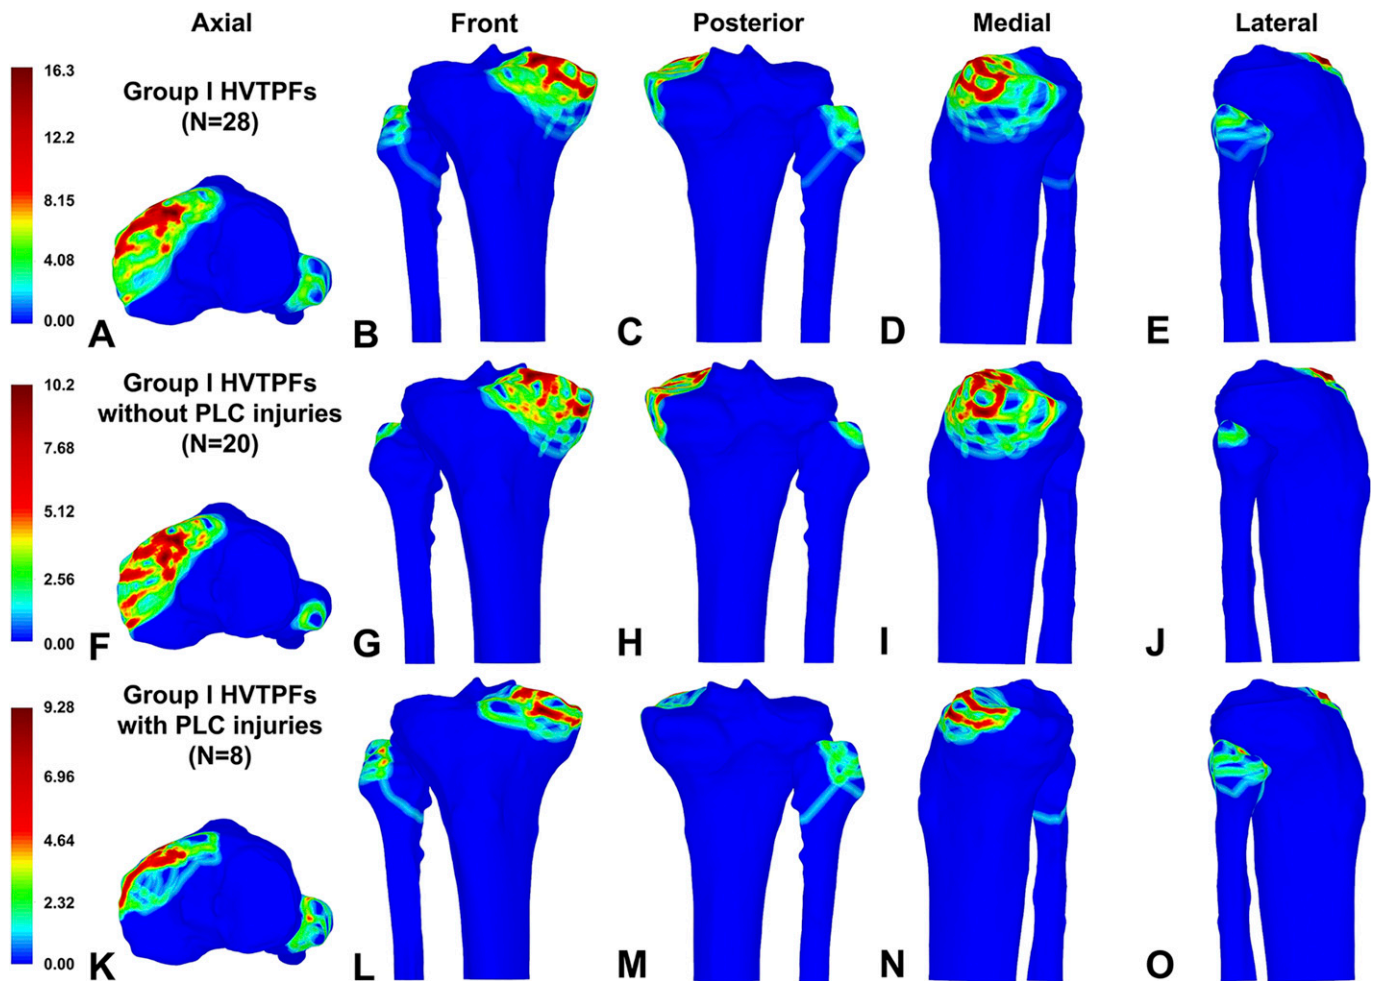 Axial
Front
Posterior
Medial
Lateral
16.3
12.2
8.15
4.08
0.00
Group I HVTPFs
(N=28)
A
B
C
D
E
10.2
7.68
5.12
2.56
0.00
Group I HVTPFs
without PLC injuries
(N=20)
F
G
H
I
J
9.28
6.96
4.64
2.32
0.00
Group I HVTPFs
with PLC injuries
(N=8)
K
L
M
N
O